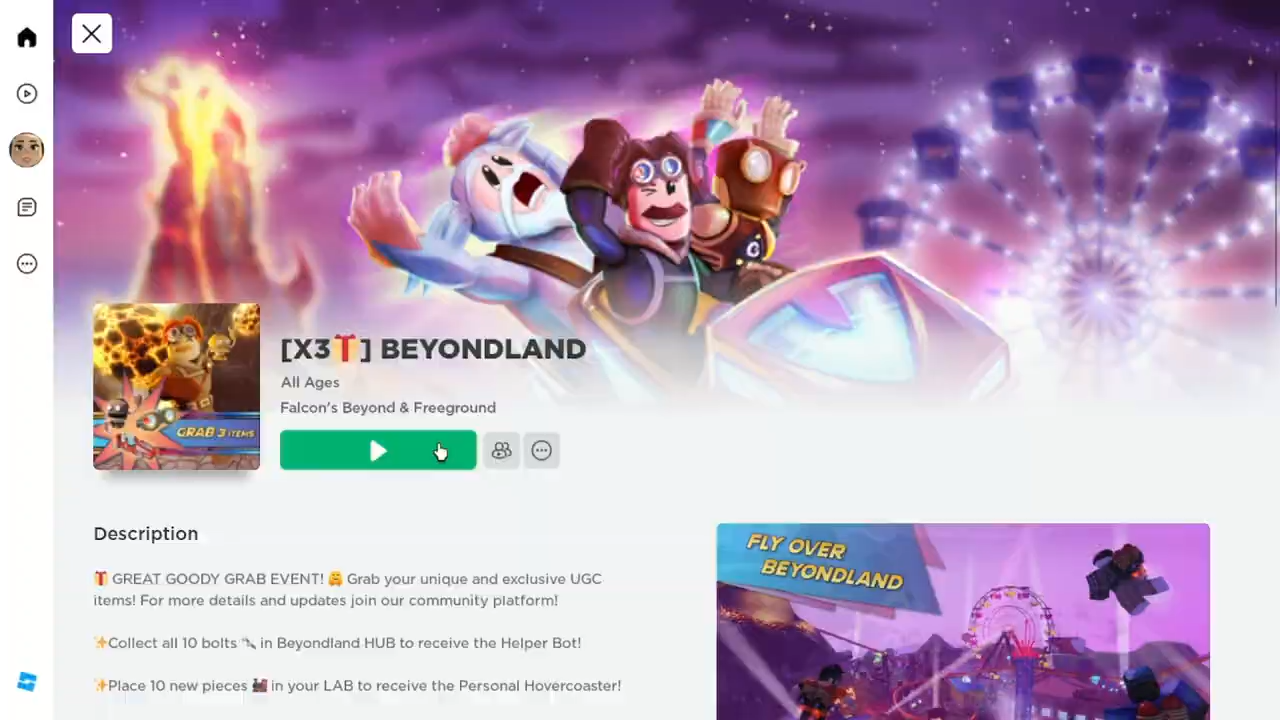 [X3🎁] BEYONDLAND
All Ages
Falcon's Beyond & Freeground
GRAB 3 ITEMS
Description
🎁 GREAT GOODY GRAB EVENT! 🤗 Grab your unique and exclusive UGC
items! For more details and updates join our community platform!
✨Collect all 10 bolts 🔩 in Beyondland HUB to receive the Helper Bot!
✨Place 10 new pieces 🚂 in your LAB to receive the Personal Hovercoaster!
FLY OVER
BEYONDLAND